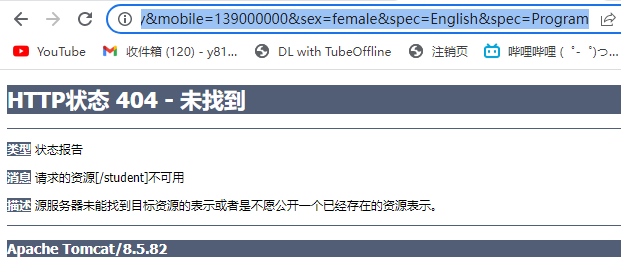 y&mobile=139000000&sex=female&spec=English&spec=Program
YouTube 收件箱 (120) - y81... DL with TubeOffline 注销页 哔哩哔哩 (゜-゜)つ...
HTTP状态 404 - 未找到
类型 状态报告
消息 请求的资源[/student]不可用
描述 源服务器未能找到目标资源的表示或者是不愿公开一个已经存在的资源表示。
Apache Tomcat/8.5.82